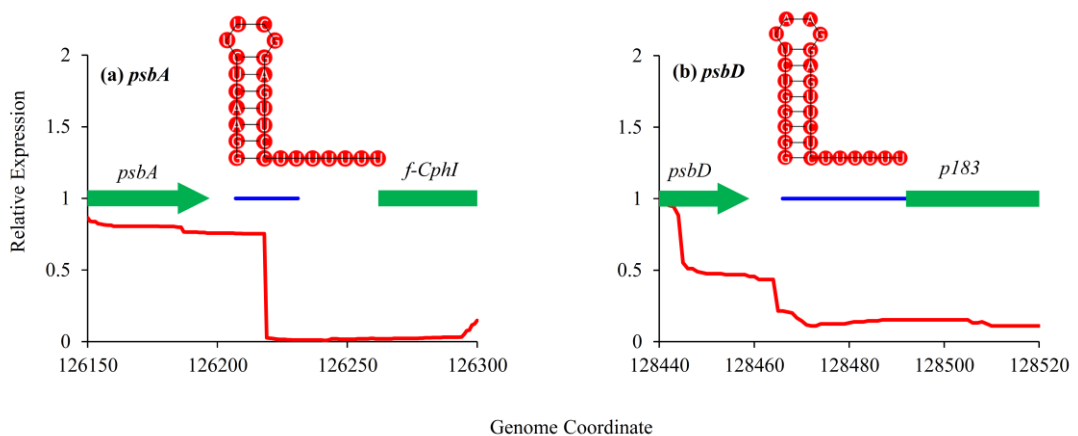 U C
U G
C G
U A
C G
A U
A U
G C
G C U U U U U U U
(a) psbA
A A
U G
(b) psbD
U U U U U U
Relative Expression
2
1.5
1
0.5
0
psbA
f-CphI
126150 126200 126250 126300
2
1.5
1
0.5
0
psbD
p183
128440 128460 128480 128500 128520
Genome Coordinate